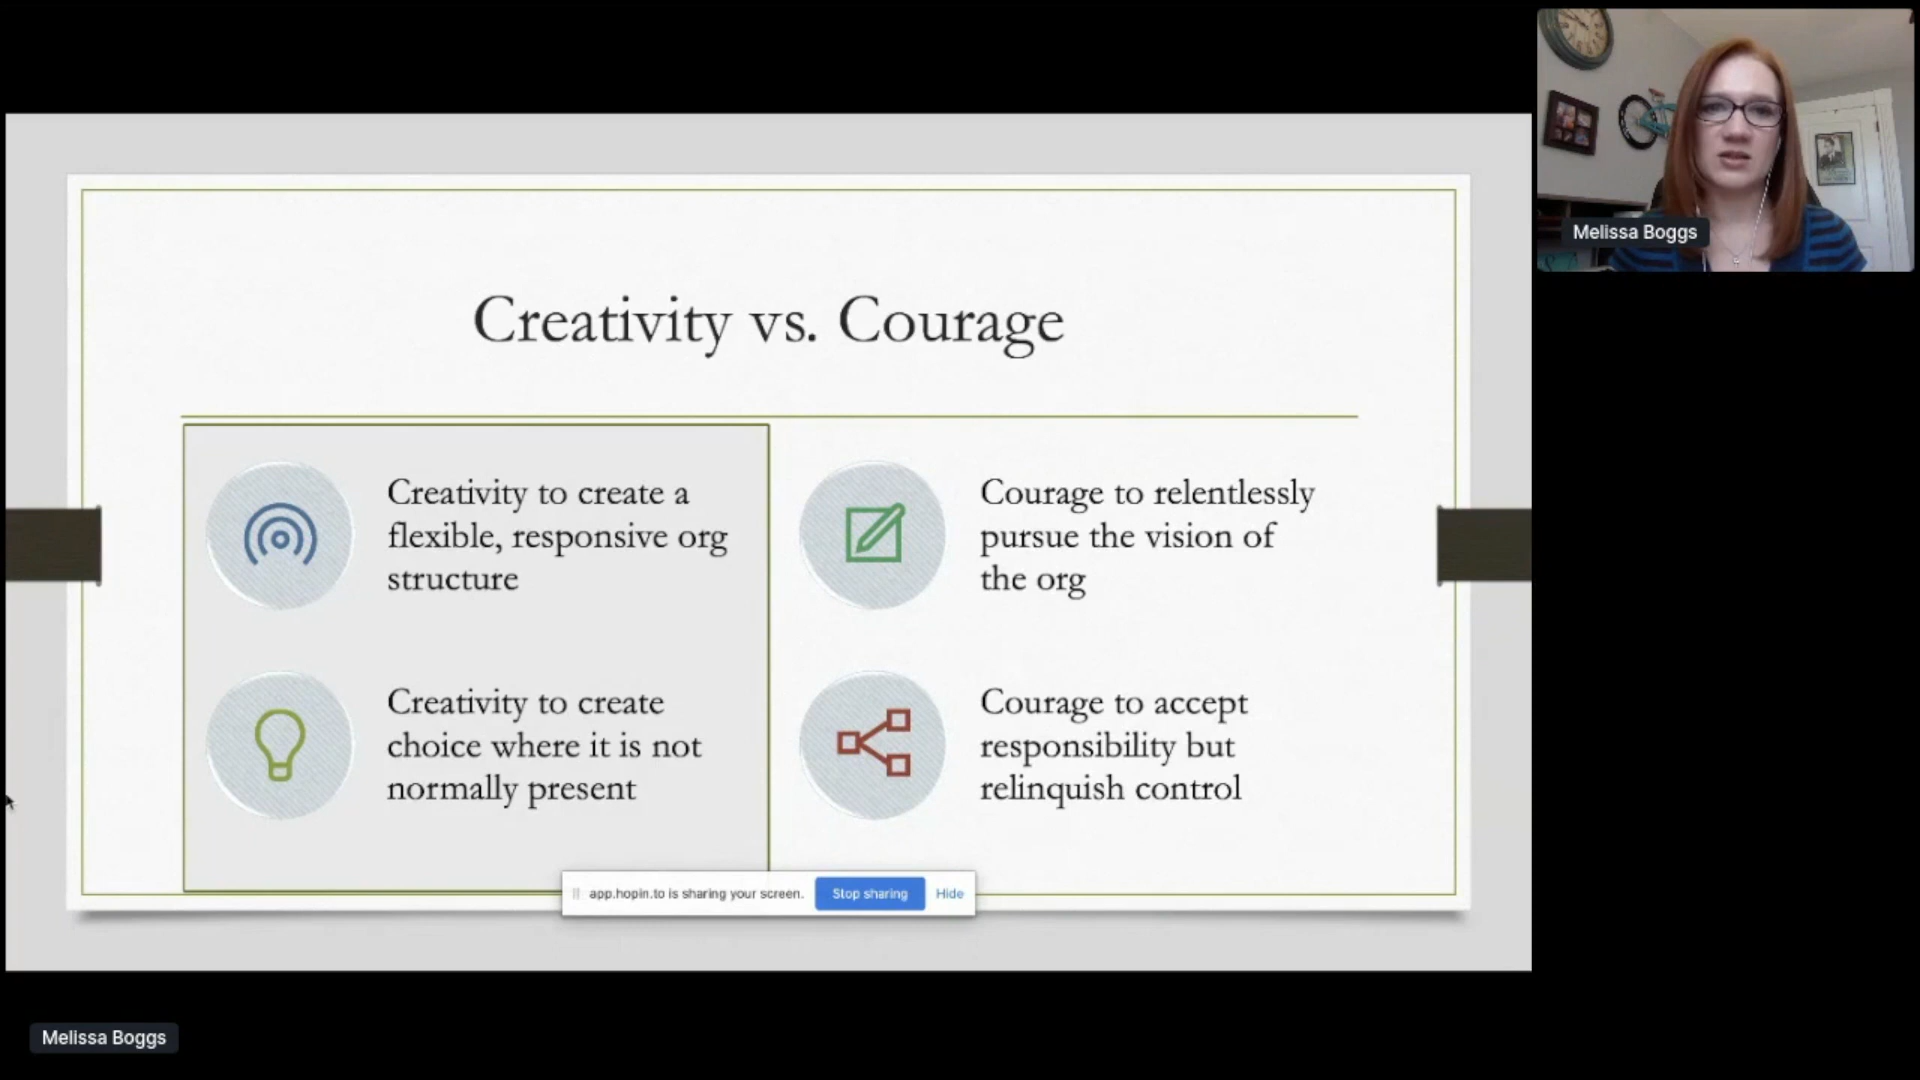 Creativity vs. Courage
Creativity to create a
flexible, responsive org
structure
Creativity to create
choice where it is not
normally present
Courage to relentlessly
pursue the vision of
the org
Courage to accept
responsibility but
relinquish control
app.hopin.to is sharing your screen.
Stop sharing
Hide
Melissa Boggs
Melissa Boggs